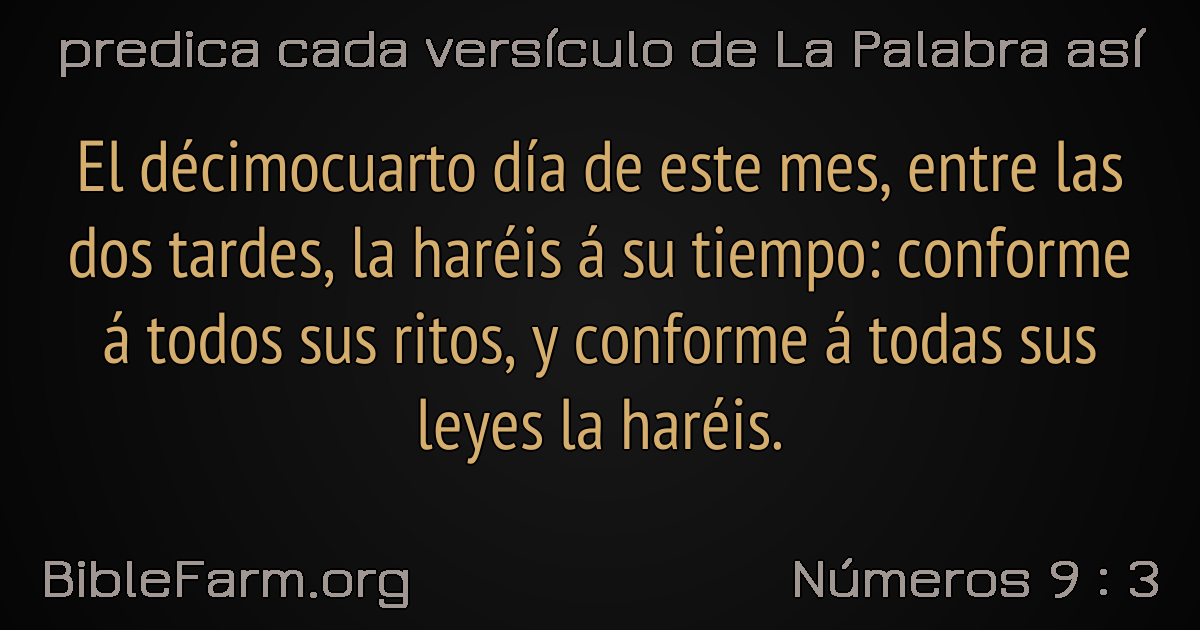 predica cada versículo de La Palabra así
El décimocuarto día de este mes, entre las
dos tardes, la haréis á su tiempo: conforme
á todos sus ritos, y conforme á todas sus
leyes la haréis.
BibleFarm.org
Números 9 : 3